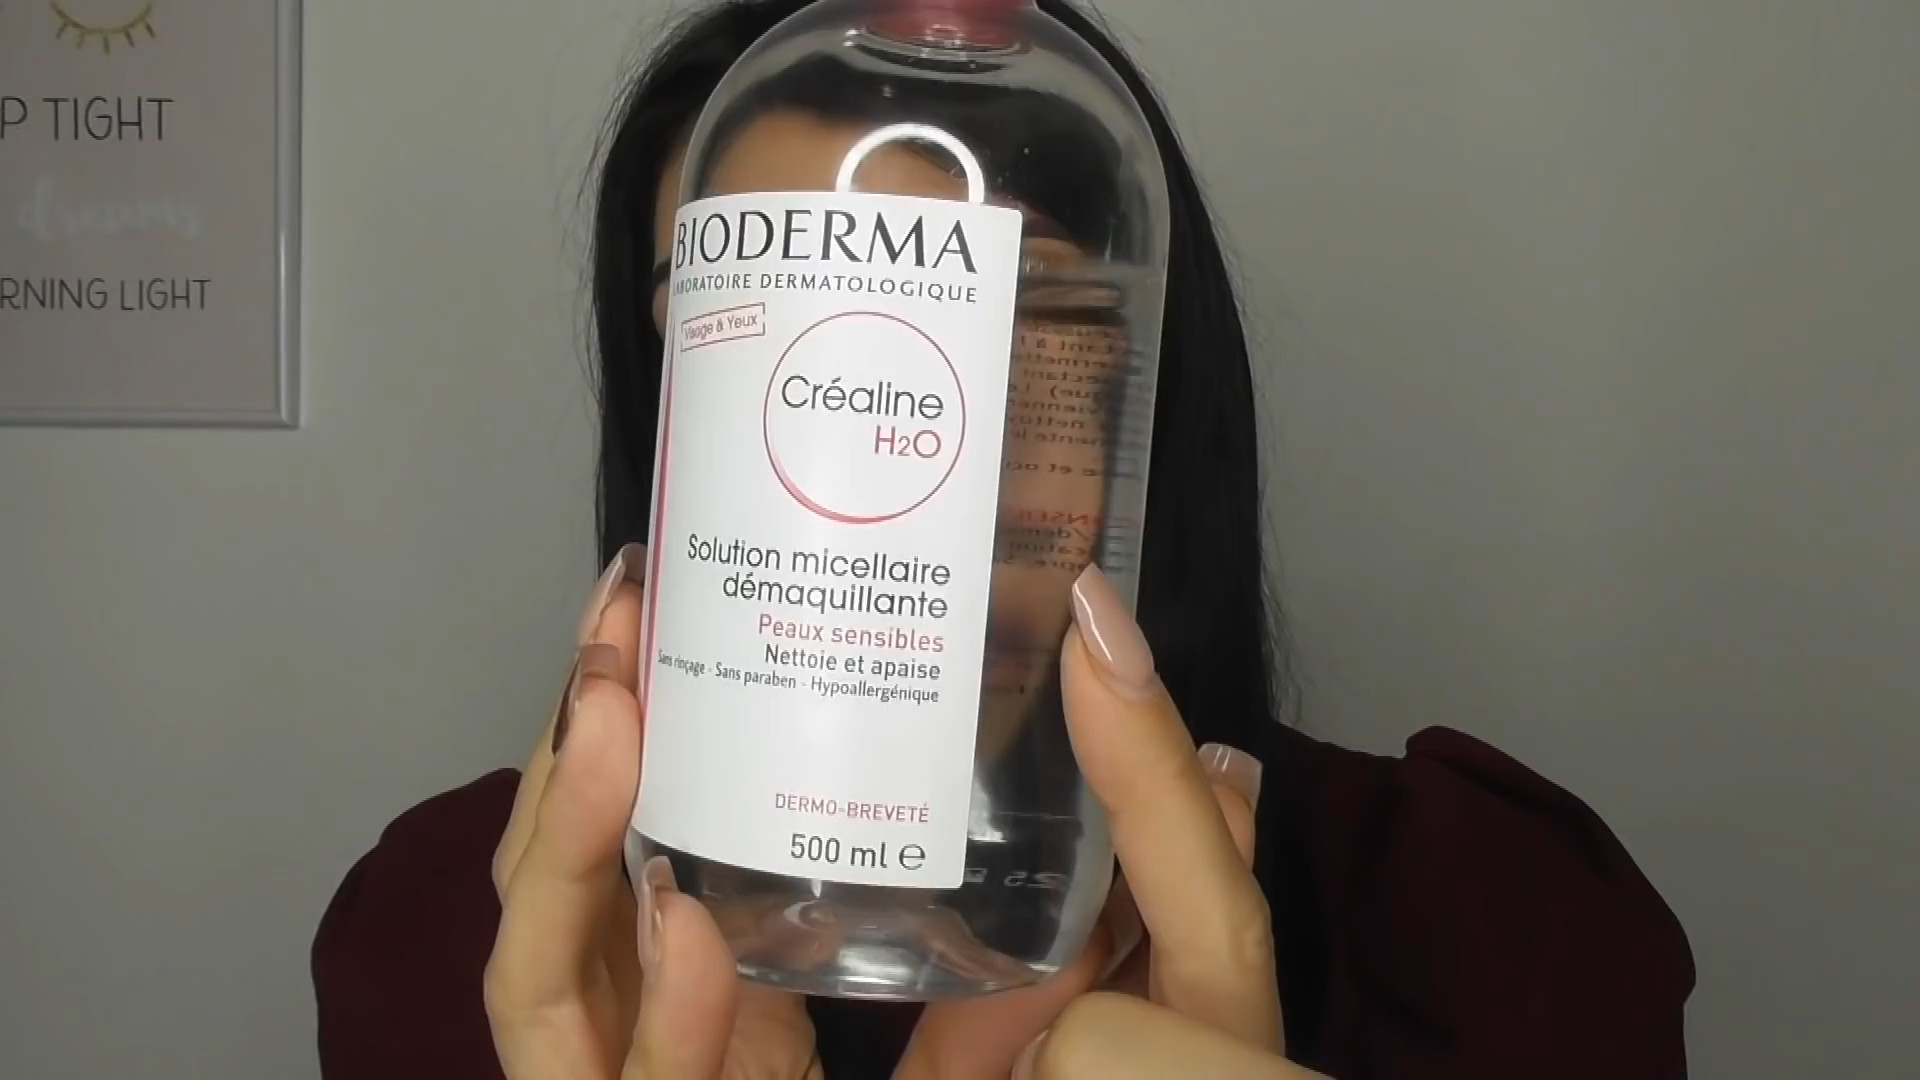 P TIGHT
dreams
RNING LIGHT
BIODERMA
LABORATOIRE DERMATOLOGIQUE
Visage & Yeux
Créaline
H2O
Solution micellaire
démaquillante
Peaux sensibles
Nettoie et apaise
Sans rinçage - Sans paraben - Hypoallergénique
DERMO-BREVETÉ
500 ml e